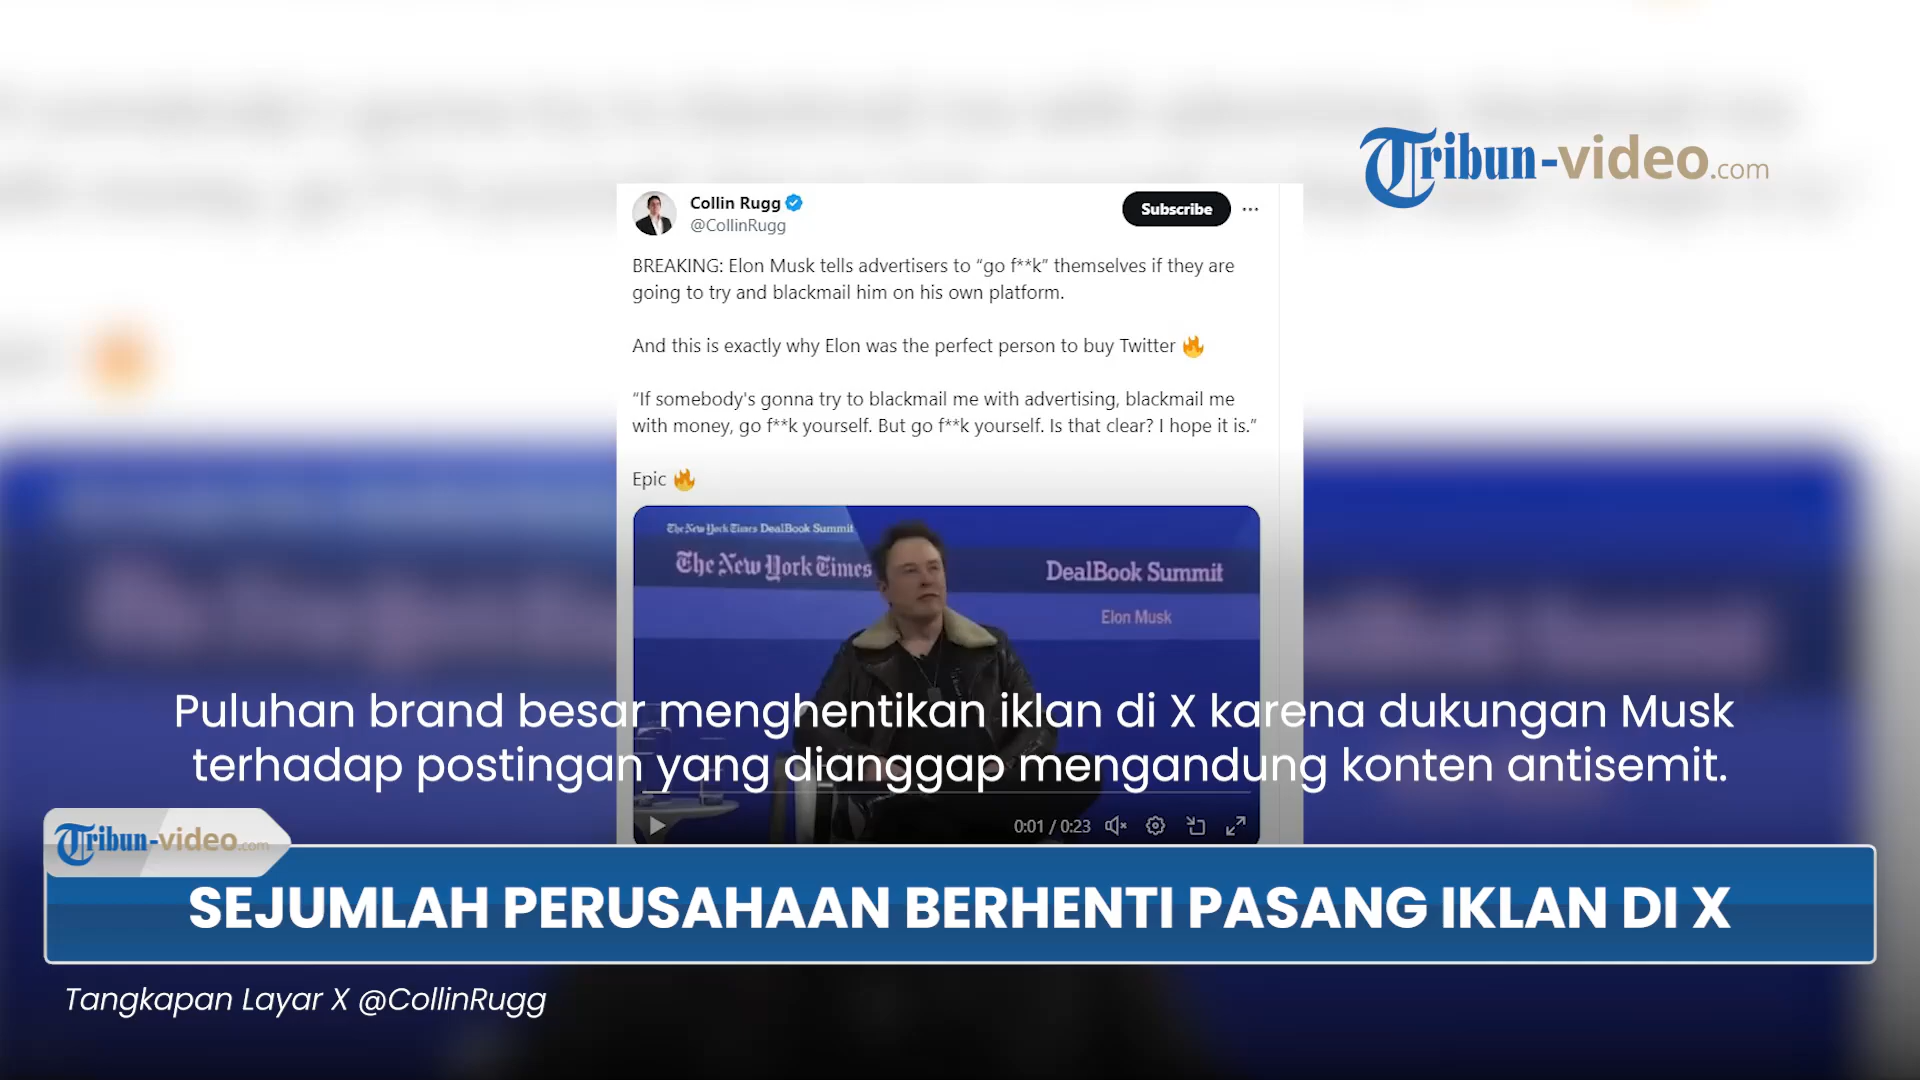 Tribun-video.com
Collin Rugg
@CollinRugg
Subscribe
BREAKING: Elon Musk tells advertisers to “go f**k” themselves if they are
going to try and blackmail him on his own platform.
And this is exactly why Elon was the perfect person to buy Twitter 🔥
“If somebody's gonna try to blackmail me with advertising, blackmail me
with money, go f**k yourself. But go f**k yourself. Is that clear? I hope it is.”
Epic 🔥
The New York Times DealBook Summit
The New York Times
DealBook Summit
Elon Musk
Puluhan brand besar menghentikan iklan di X karena dukungan Musk
terhadap postingan yang dianggap mengandung konten antisemit.
0:01 / 0:23
Tribun-video.com
SEJUMLAH PERUSAHAAN BERHENTI PASANG IKLAN DI X
Tangkapan Layar X @CollinRugg